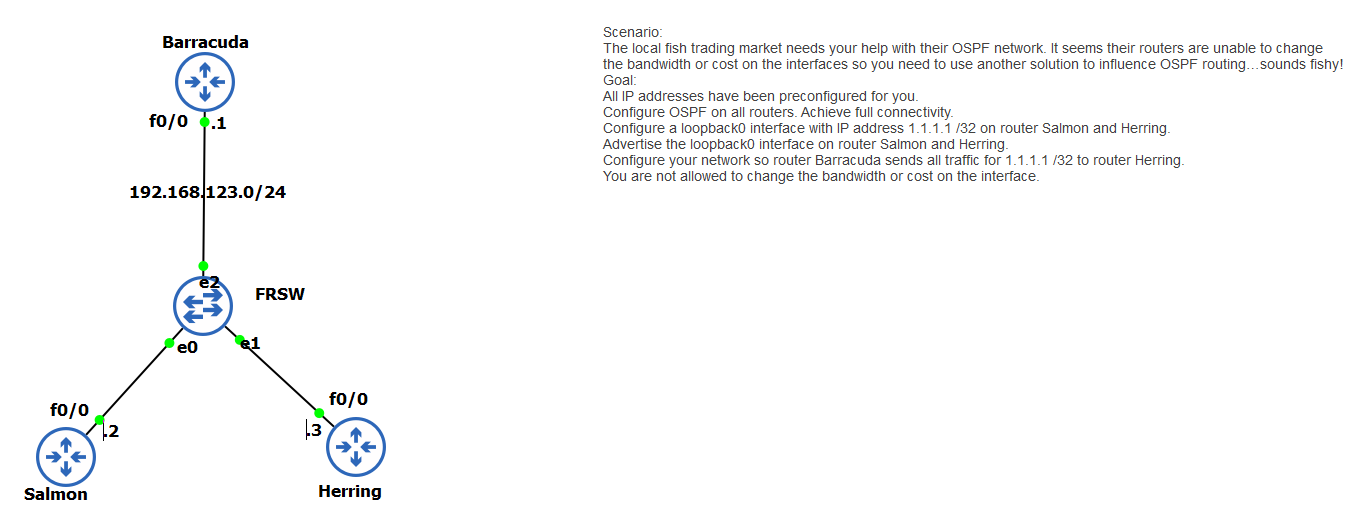 Barracuda
f0/0
.1
192.168.123.0/24
e2
FRSW
e0
e1
f0/0
.2
f0/0
.3
Salmon
Herring
Scenario:
The local fish trading market needs your help with their OSPF network. It seems their routers are unable to change
the bandwidth or cost on the interfaces so you need to use another solution to influence OSPF routing…sounds fishy!
Goal:
All IP addresses have been preconfigured for you.
Configure OSPF on all routers. Achieve full connectivity.
Configure a loopback0 interface with IP address 1.1.1.1 /32 on router Salmon and Herring.
Advertise the loopback0 interface on router Salmon and Herring.
Configure your network so router Barracuda sends all traffic for 1.1.1.1 /32 to router Herring.
You are not allowed to change the bandwidth or cost on the interface.